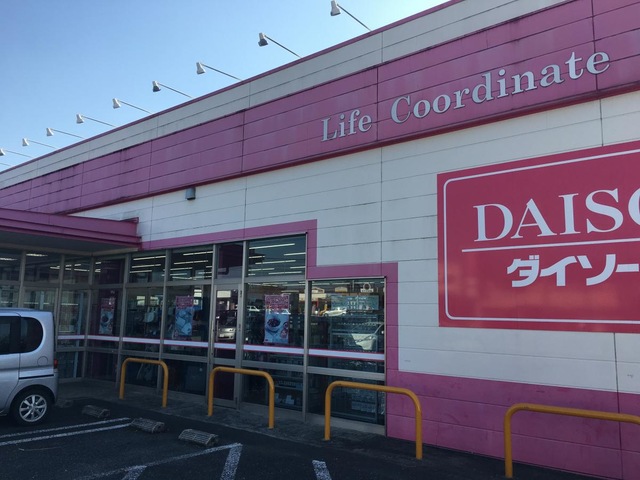 Life Coordinate
DAISO
ダイソー